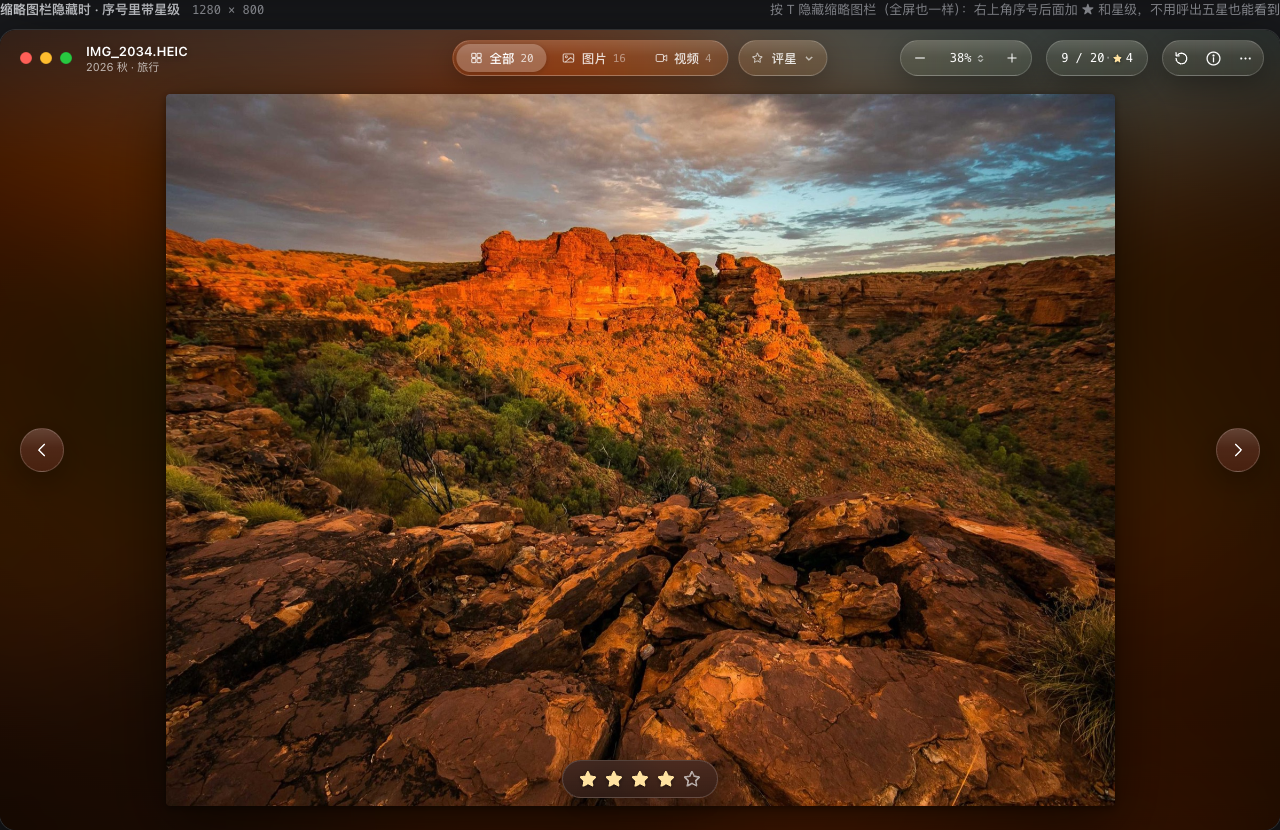 缩略图栏隐藏时 · 序号里带星级 1280 × 800
按 T 隐藏缩略图栏（全屏也一样）：右上角序号后面加 ★ 和星级，不用呼出五星也能看到
IMG_2034.HEIC
2026 秋 · 旅行
全部 20 图片 16 视频 4 评星 38% 9 / 20 · ★ 4